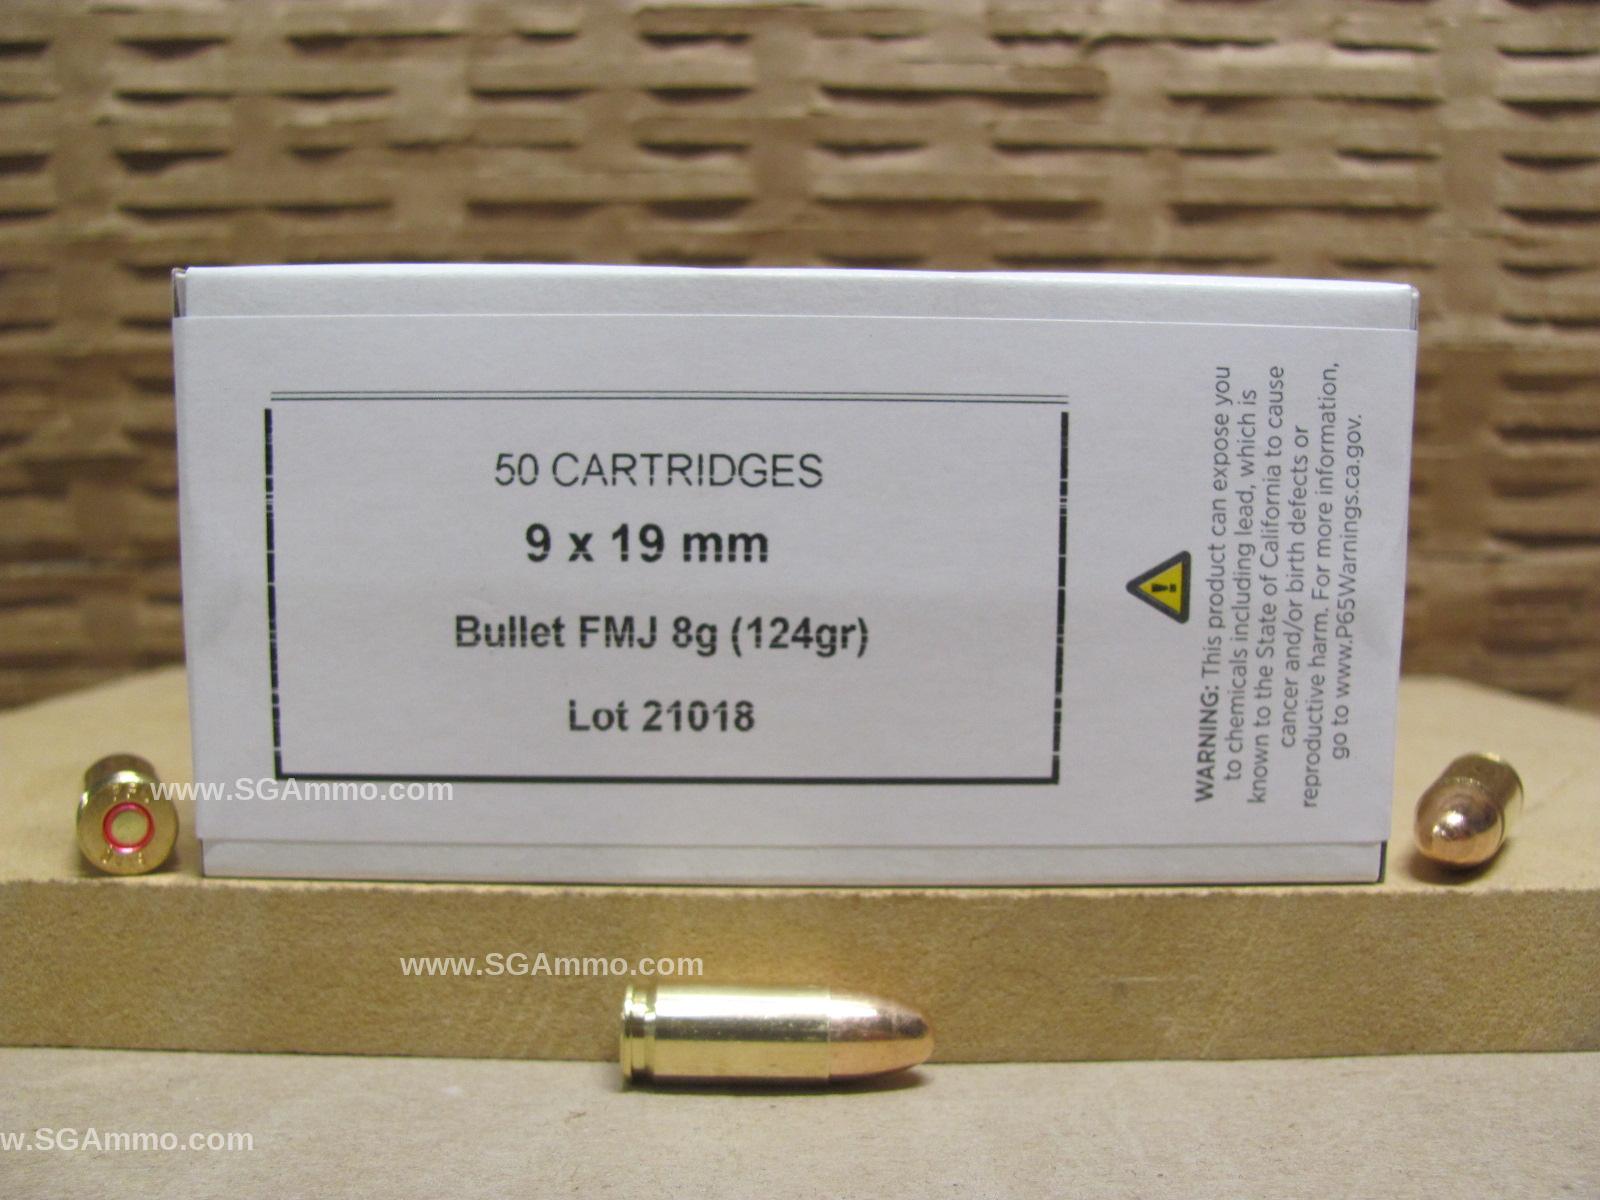 50 CARTRIDGES
9 x 19 mm
Bullet FMJ 8g (124gr)
Lot 21018
WARNING: This product can expose you
to chemicals including lead, which is
known to the State of California to cause
cancer and/or birth defects or
reproductive harm. For more information,
go to www.P65Warnings.ca.gov.
www.SGAmmo.com
www.SGAmmo.com
w.SGAmmo.com